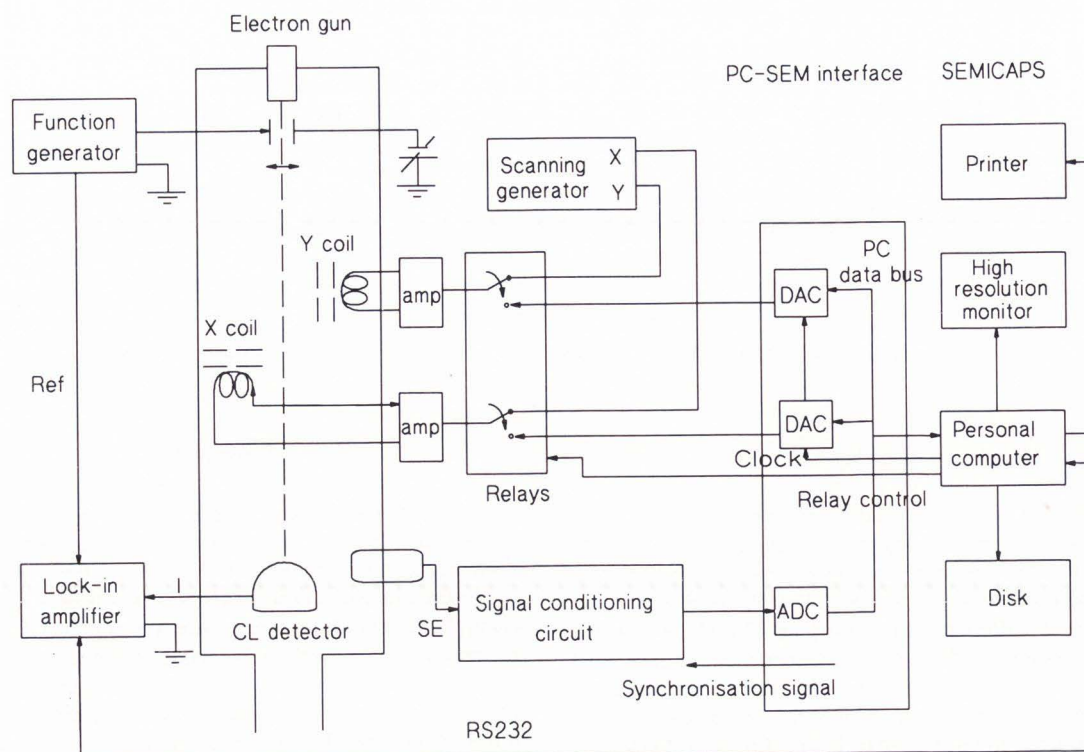 Electron gun
PC-SEM interface
SEMICAPS
Function
generator
Scanning
generator
X
Y
Printer
Y coil
PC
data bus
High
resolution
monitor
amp
DAC
X coil
Ref
amp
DAC
Personal
computer
Clock
Relays
Relay control
Lock-in
amplifier
I
CL detector
SE
Signal conditioning
circuit
ADC
Disk
Synchronisation signal
RS232